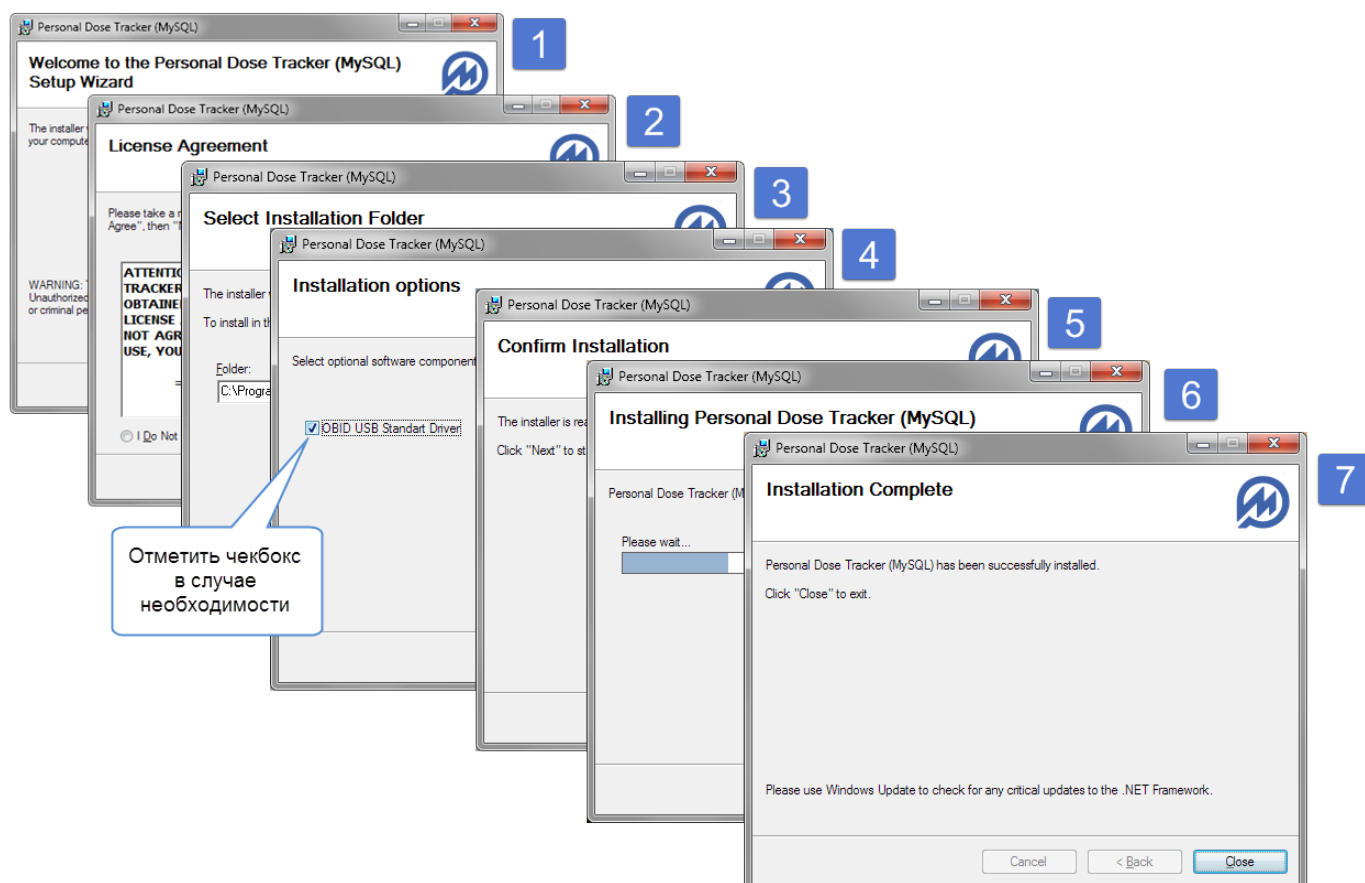 Personal Dose Tracker (MySQL)
1
Welcome to the Personal Dose Tracker (MySQL)
Setup Wizard
The installer
your compute
WARNING:
Unauthorized
or criminal pe
Personal Dose Tracker (MySQL)
2
License Agreement
Please take a r
Agree", then "
ATTENTIO
TRACKER
OBTAINE
LICENSE
NOT AGR
USE, YOU
I Do Not
Personal Dose Tracker (MySQL)
3
Select Installation Folder
The installer
To install in th
Folder:
C:\Progra
Personal Dose Tracker (MySQL)
4
Installation options
Select optional software component
OBID USB Standart Driver
Отметить чекбокс
в случае
необходимости
Personal Dose Tracker (MySQL)
5
Confirm Installation
The installer is rea
Click "Next" to st
Personal Dose Tracker (MySQL)
6
Installing Personal Dose Tracker (MySQL)
Personal Dose Tracker (M
Please wait...
Personal Dose Tracker (MySQL)
7
Installation Complete
Personal Dose Tracker (MySQL) has been successfully installed.
Click "Close" to exit.
Please use Windows Update to check for any critical updates to the .NET Framework.
Cancel
< Back
Close